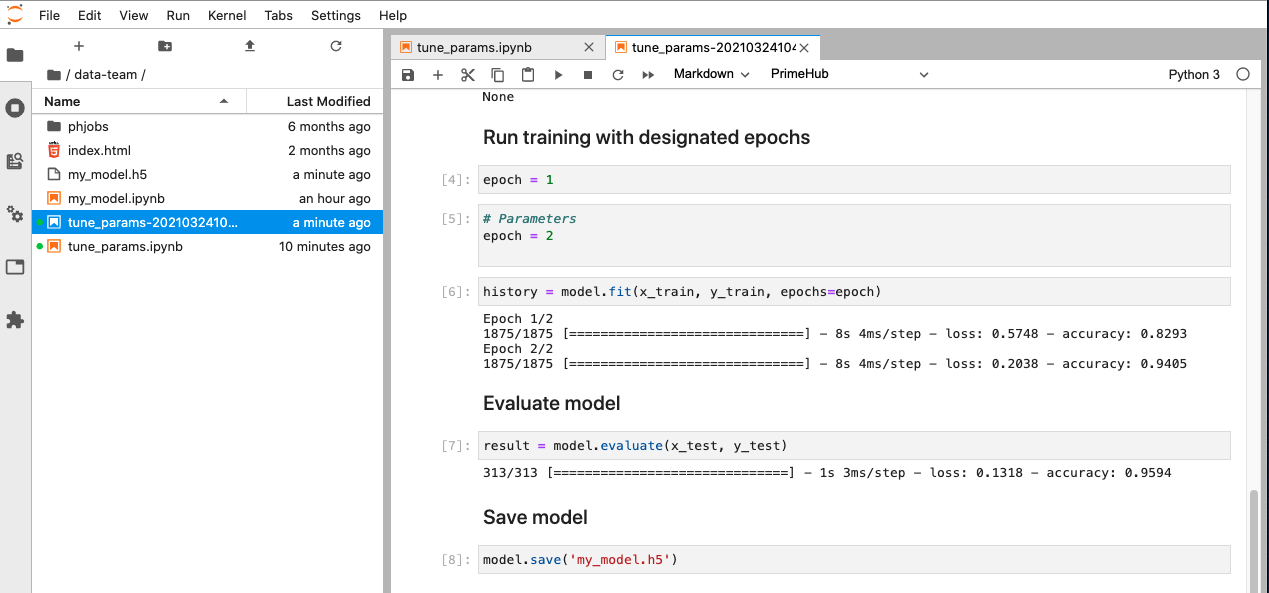 File Edit View Run Kernel Tabs Settings Help
/ data-team /
Name Last Modified
phjobs 6 months ago
index.html 2 months ago
my_model.h5 a minute ago
my_model.ipynb an hour ago
tune_params-2021032410... a minute ago
tune_params.ipynb 10 minutes ago
tune_params.ipynb tune_params-2021032410
Markdown PrimeHub Python 3
None
Run training with designated epochs
[4]: epoch = 1
[5]: # Parameters
epoch = 2
[6]: history = model.fit(x_train, y_train, epochs=epoch)
Epoch 1/2
1875/1875 [==============================] - 8s 4ms/step - loss: 0.5748 - accuracy: 0.8293
Epoch 2/2
1875/1875 [==============================] - 8s 4ms/step - loss: 0.2038 - accuracy: 0.9405
Evaluate model
[7]: result = model.evaluate(x_test, y_test)
313/313 [==============================] - 1s 3ms/step - loss: 0.1318 - accuracy: 0.9594
Save model
[8]: model.save('my_model.h5')